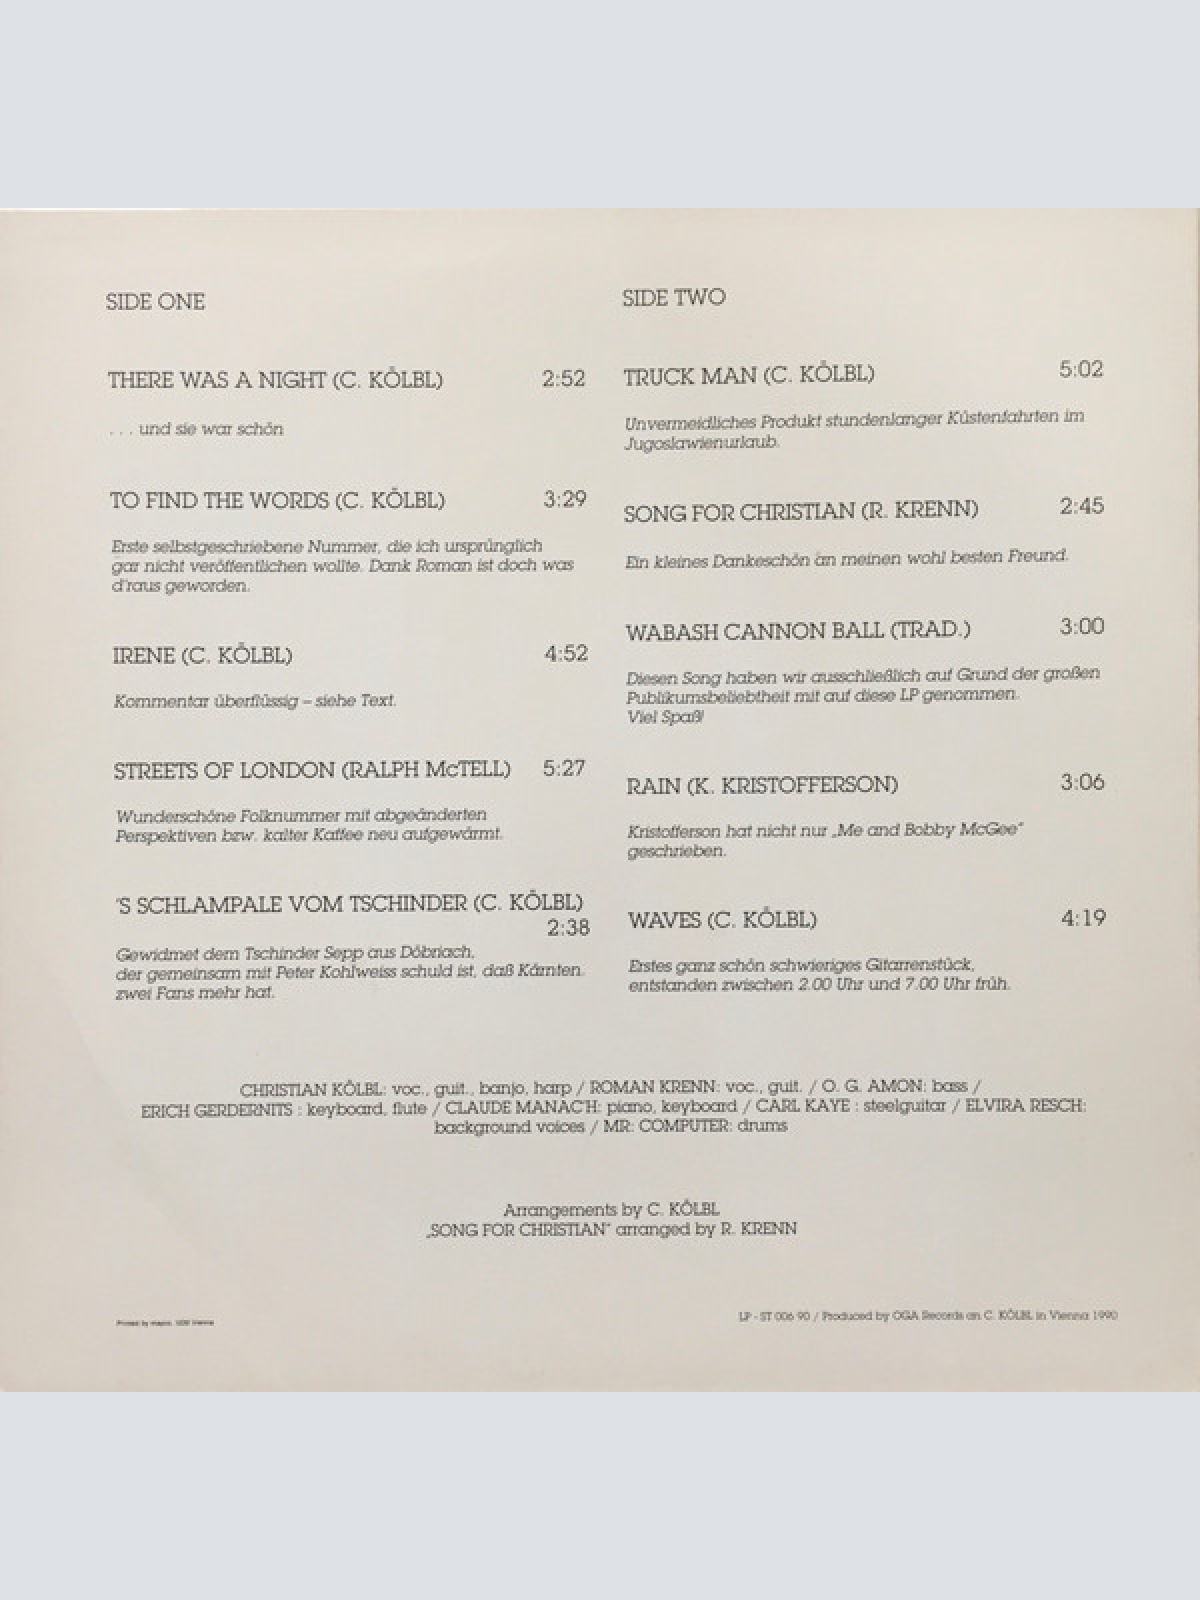 SIDE ONE
THERE WAS A NIGHT (C. KÖLBL) 2:52
. . . und sie war schön
TO FIND THE WORDS (C. KÖLBL) 3:29
Erste selbstgeschriebene Nummer, die ich ursprünglich
gar nicht veröffentlichen wollte. Dank Roman ist doch was
d'raus geworden.
IRENE (C. KÖLBL) 4:52
Kommentar überflüssig – siehe Text.
STREETS OF LONDON (RALPH McTELL) 5:27
Wunderschöne Folknummer mit abgeänderten
Perspektiven bzw. kalter Kaffee neu aufgewärmt.
'S SCHLAMPALE VOM TSCHINDER (C. KÖLBL)
2:38
Gewidmet dem Tschinder Sepp aus Döbriach,
der gemeinsam mit Peter Kohlweiss schuld ist, daß Kärnten
zwei Fans mehr hat.
SIDE TWO
TRUCK MAN (C. KÖLBL) 5:02
Unvermeidliches Produkt stundenlanger Küstenfahrten im
Jugoslawienurlaub.
SONG FOR CHRISTIAN (R. KRENN) 2:45
Ein kleines Dankeschön an meinen wohl besten Freund.
WABASH CANNON BALL (TRAD.) 3:00
Diesen Song haben wir ausschließlich auf Grund der großen
Publikumsbeliebtheit mit auf diese LP genommen.
Viel Spaß!
RAIN (K. KRISTOFFERSON) 3:06
Kristofferson hat nicht nur „Me and Bobby McGee"
geschrieben.
WAVES (C. KÖLBL) 4:19
Erstes ganz schön schwieriges Gitarrenstück,
entstanden zwischen 2.00 Uhr und 7.00 Uhr früh.
CHRISTIAN KÖLBL: voc., guit., banjo, harp / ROMAN KRENN: voc., guit. / O. G. AMON: bass /
ERICH GERDERNITS : keyboard, flute / CLAUDE MANAC'H: piano, keyboard / CARL KAYE : steelguitar / ELVIRA RESCH:
background voices / MR: COMPUTER: drums
Arrangements by C. KÖLBL
„SONG FOR CHRISTIAN" arranged by R. KRENN
Printed by 1030 Vienna
LP - ST 006 90 / Produced by OGA Records an C. KÖLBL in Vienna 1990